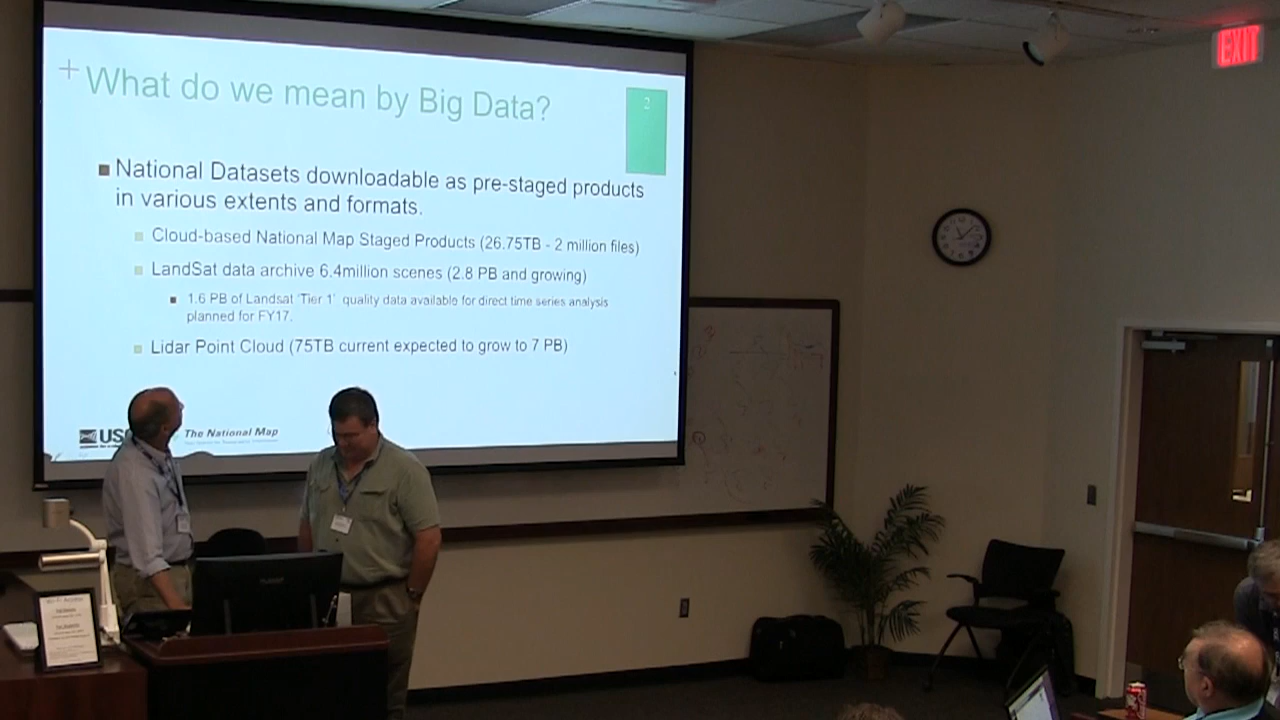 EXIT
+ What do we mean by Big Data?
2
■ National Datasets downloadable as pre-staged products
in various extents and formats.
■ Cloud-based National Map Staged Products (26.75TB - 2 million files)
■ LandSat data archive 6.4million scenes (2.8 PB and growing)
■ 1.6 PB of Landsat 'Tier 1' quality data available for direct time series analysis
planned for FY17.
■ Lidar Point Cloud (75TB current expected to grow to 7 PB)
The National Map